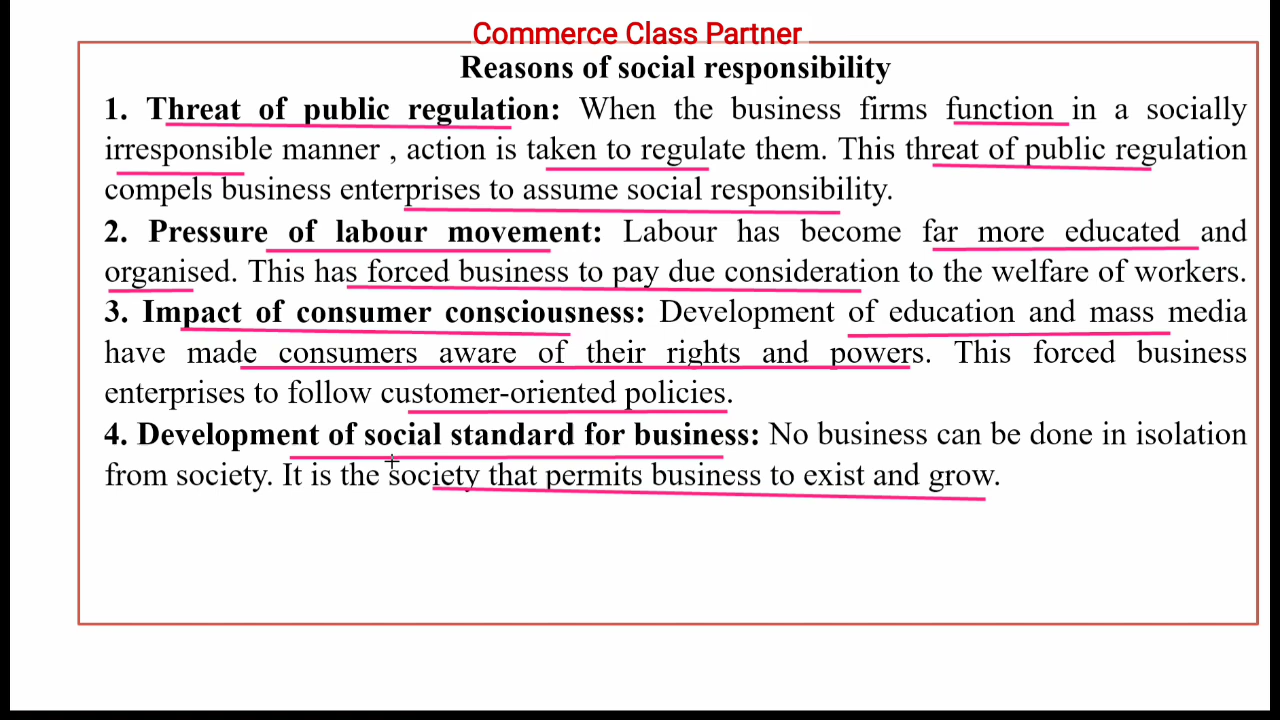 Commerce Class Partner
Reasons of social responsibility
1. Threat of public regulation: When the business firms function in a socially
irresponsible manner , action is taken to regulate them. This threat of public regulation
compels business enterprises to assume social responsibility.
2. Pressure of labour movement: Labour has become far more educated and
organised. This has forced business to pay due consideration to the welfare of workers.
3. Impact of consumer consciousness: Development of education and mass media
have made consumers aware of their rights and powers. This forced business
enterprises to follow customer-oriented policies.
4. Development of social standard for business: No business can be done in isolation
from society. It is the society that permits business to exist and grow.